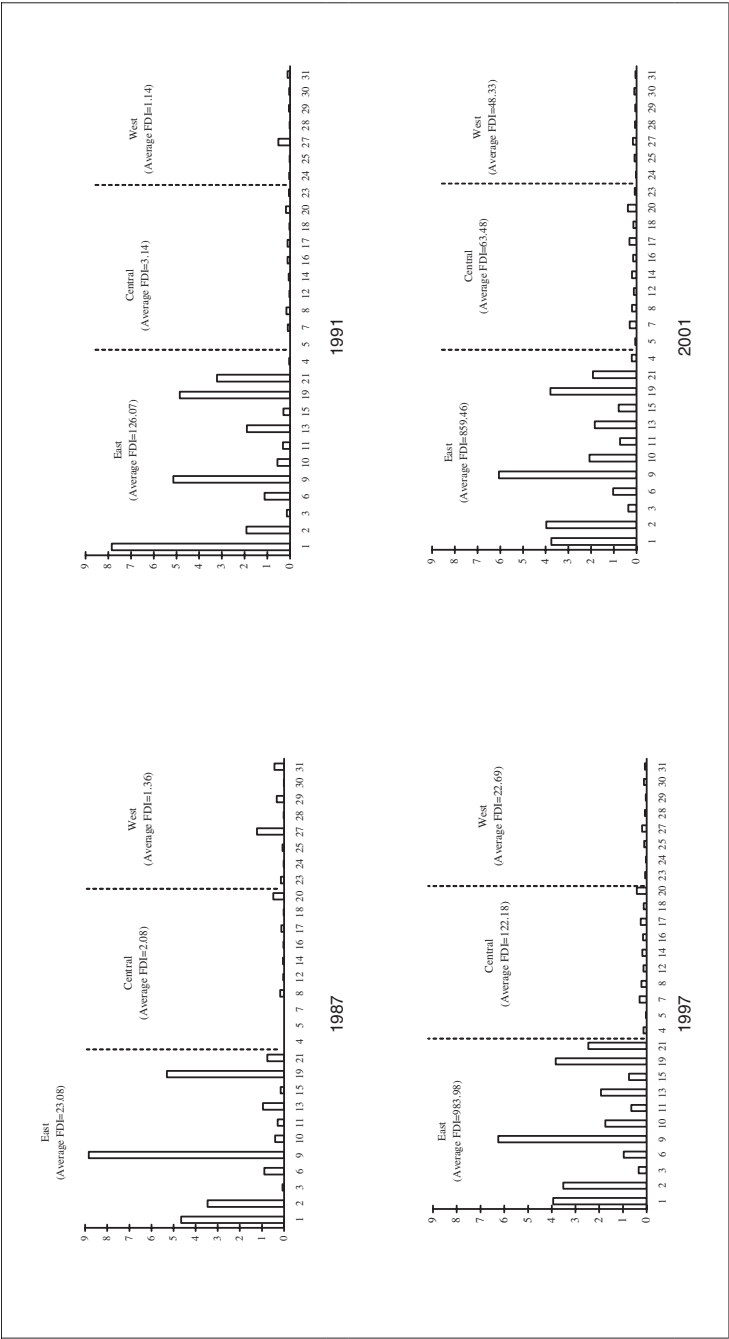 East
(Average FDI=23.08)
Central
(Average FDI=2.08)
West
(Average FDI=1.36)
9
8
7
6
5
4
3
2
1
0
1 2 3 6 9 10 11 13 15 19 21 4 5 7 8 12 14 16 17 18 20 23 24 25 27 28 29 30 31
1987
East
(Average FDI=126.07)
Central
(Average FDI=3.14)
West
(Average FDI=1.14)
9
8
7
6
5
4
3
2
1
0
1 2 3 6 9 10 11 13 15 19 21 4 5 7 8 12 14 16 17 18 20 23 24 25 27 28 29 30 31
1991
East
(Average FDI=983.98)
Central
(Average FDI=122.18)
West
(Average FDI=22.69)
9
8
7
6
5
4
3
2
1
0
1 2 3 6 9 10 11 13 15 19 21 4 5 7 8 12 14 16 17 18 20 23 24 25 27 28 29 30 31
1997
East
(Average FDI=859.46)
Central
(Average FDI=63.48)
West
(Average FDI=48.33)
9
8
7
6
5
4
3
2
1
0
1 2 3 6 9 10 11 13 15 19 21 4 5 7 8 12 14 16 17 18 20 23 24 25 27 28 29 30 31
2001